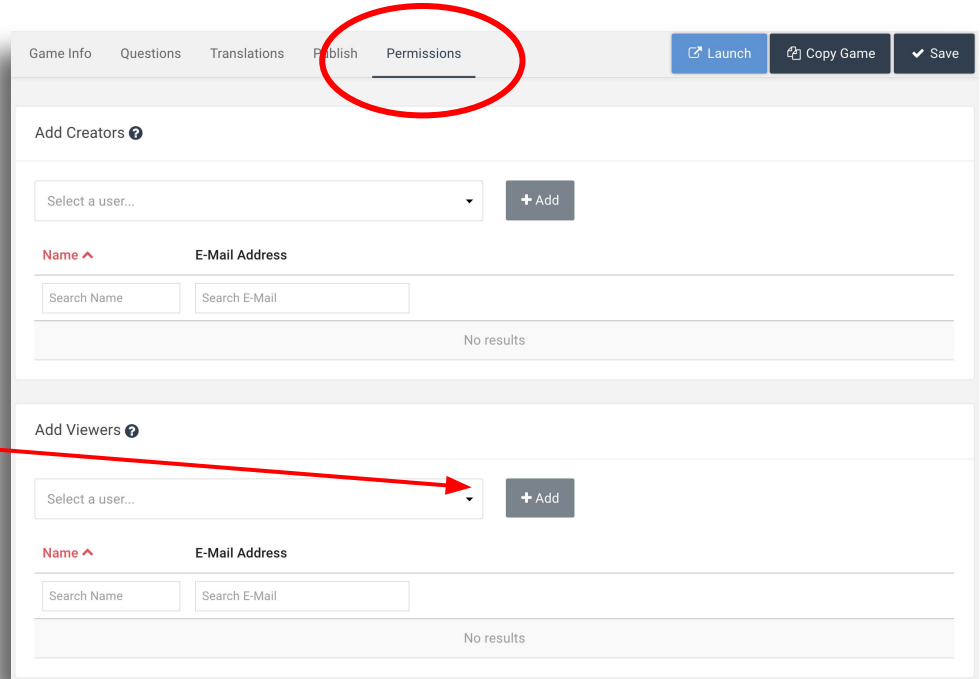 Game Info Questions Translations Publish Permissions Launch Copy Game Save
Add Creators
Select a user... Add
Name E-Mail Address
Search Name Search E-Mail
No results
Add Viewers
Select a user... Add
Name E-Mail Address
Search Name Search E-Mail
No results